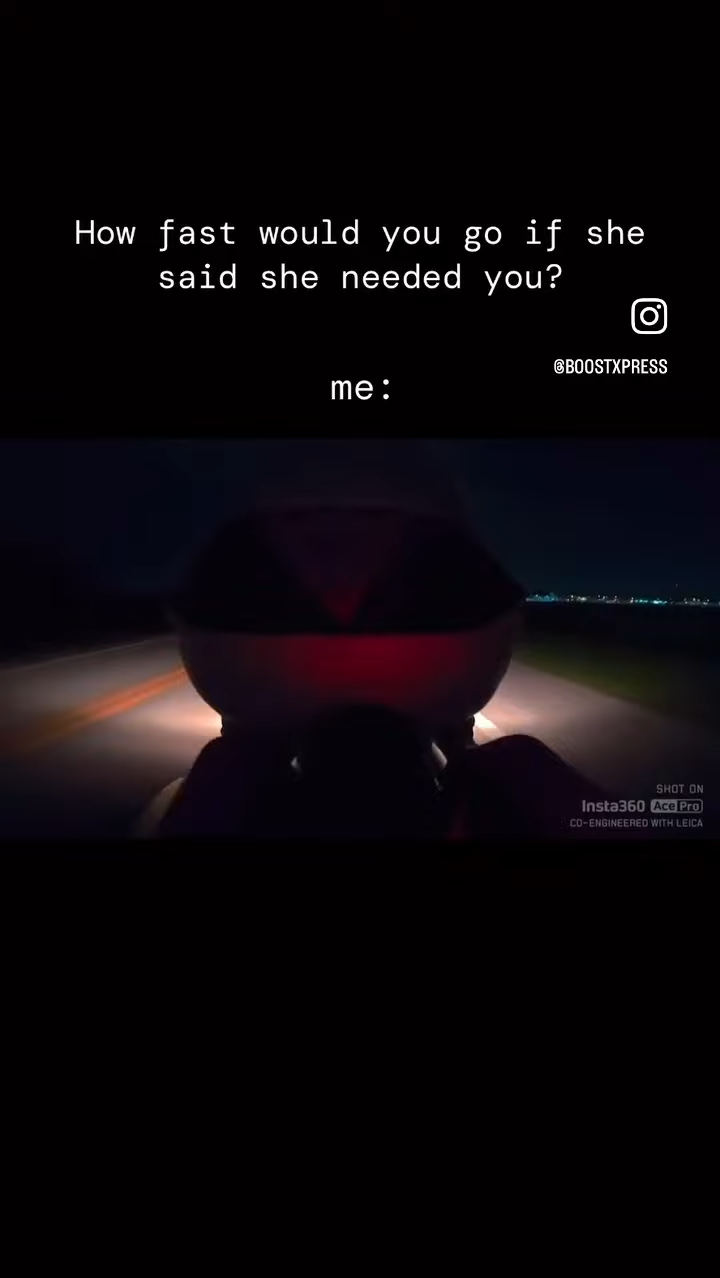 How fast would you go if she
said she needed you?
@BOOSTXPRESS
me:
SHOT ON
Insta360 Ace Pro
CO-ENGINEERED WITH LEICA